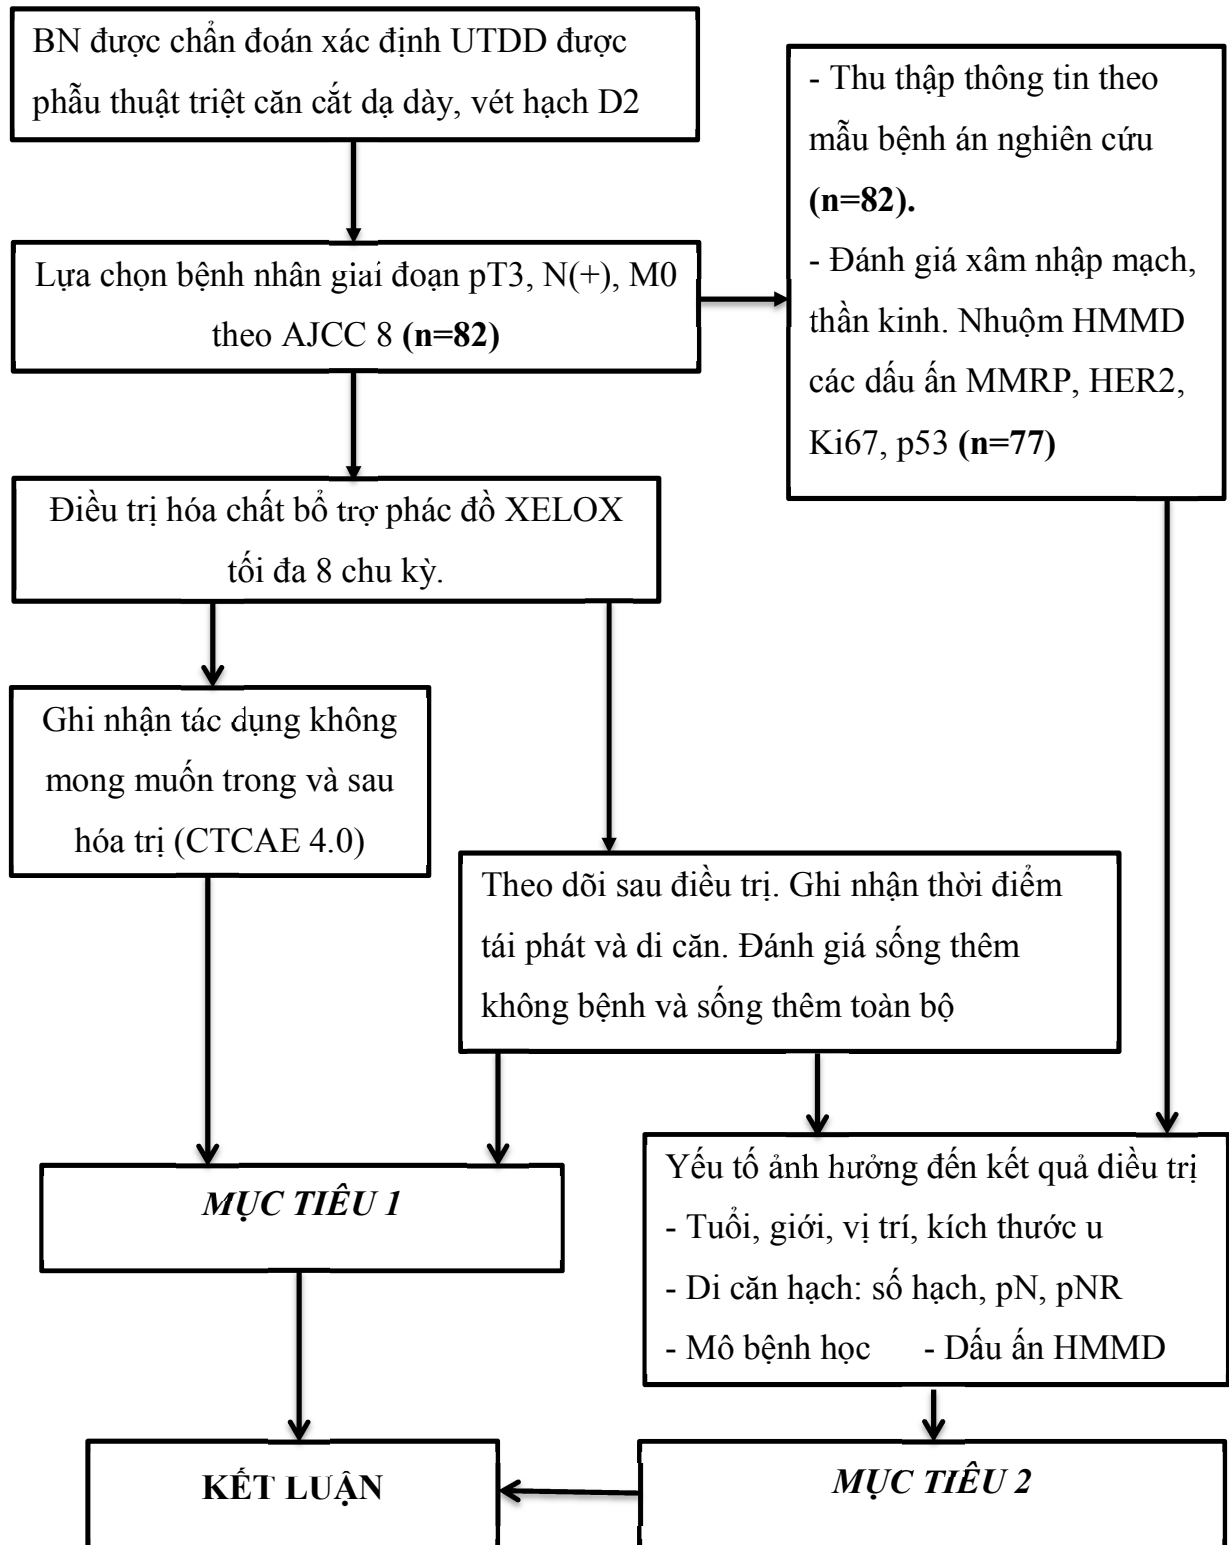 BN được chẩn đoán xác định UTDD được
phẫu thuật triệt căn cắt dạ dày, vét hạch D2
- Thu thập thông tin theo
mẫu bệnh án nghiên cứu
(n=82).
- Đánh giá xâm nhập mạch,
thần kinh. Nhuộm HMMD
các dấu ấn MMRP, HER2,
Ki67, p53 (n=77)
Lựa chọn bệnh nhân giai đoạn pT3, N(+), M0
theo AJCC 8 (n=82)
Điều trị hóa chất bổ trợ phác đồ XELOX
tối đa 8 chu kỳ.
Ghi nhận tác dụng không
mong muốn trong và sau
hóa trị (CTCAE 4.0)
Theo dõi sau điều trị. Ghi nhận thời điểm
tái phát và di căn. Đánh giá sống thêm
không bệnh và sống thêm toàn bộ
MỤC TIÊU 1
Yếu tố ảnh hưởng đến kết quả điều trị
- Tuổi, giới, vị trí, kích thước u
- Di căn hạch: số hạch, pN, pNR
- Mô bệnh học - Dấu ấn HMMD
KẾT LUẬN
MỤC TIÊU 2